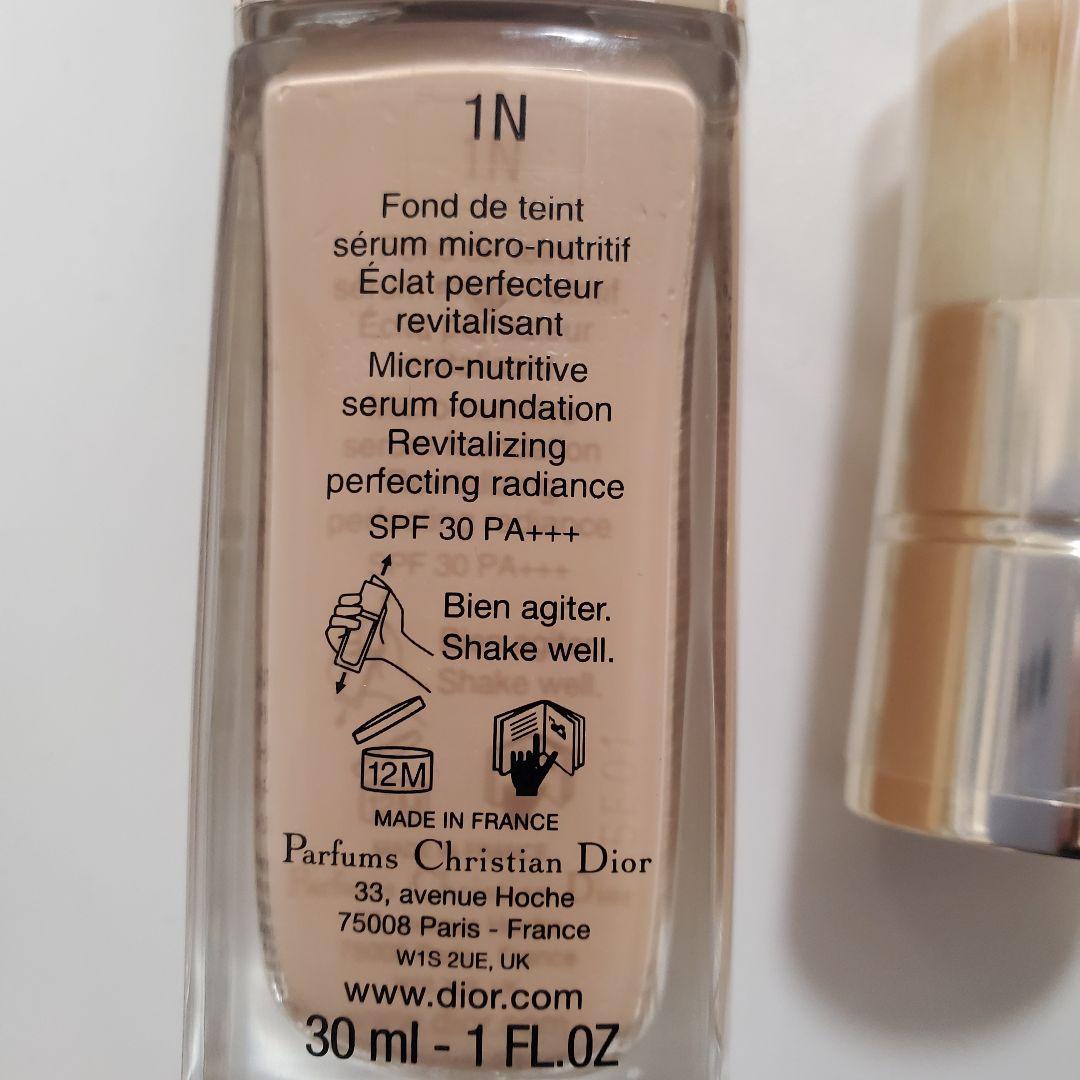 1N
Fond de teint
sérum micro-nutritif
Éclat perfecteur
revitalisant
Micro-nutritive
serum foundation
Revitalizing
perfecting radiance
SPF 30 PA+++
Bien agiter.
Shake well.
12M
MADE IN FRANCE
Parfums Christian Dior
33, avenue Hoche
75008 Paris - France
W1S 2UE, UK
www.dior.com
30 ml - 1 FL.OZ